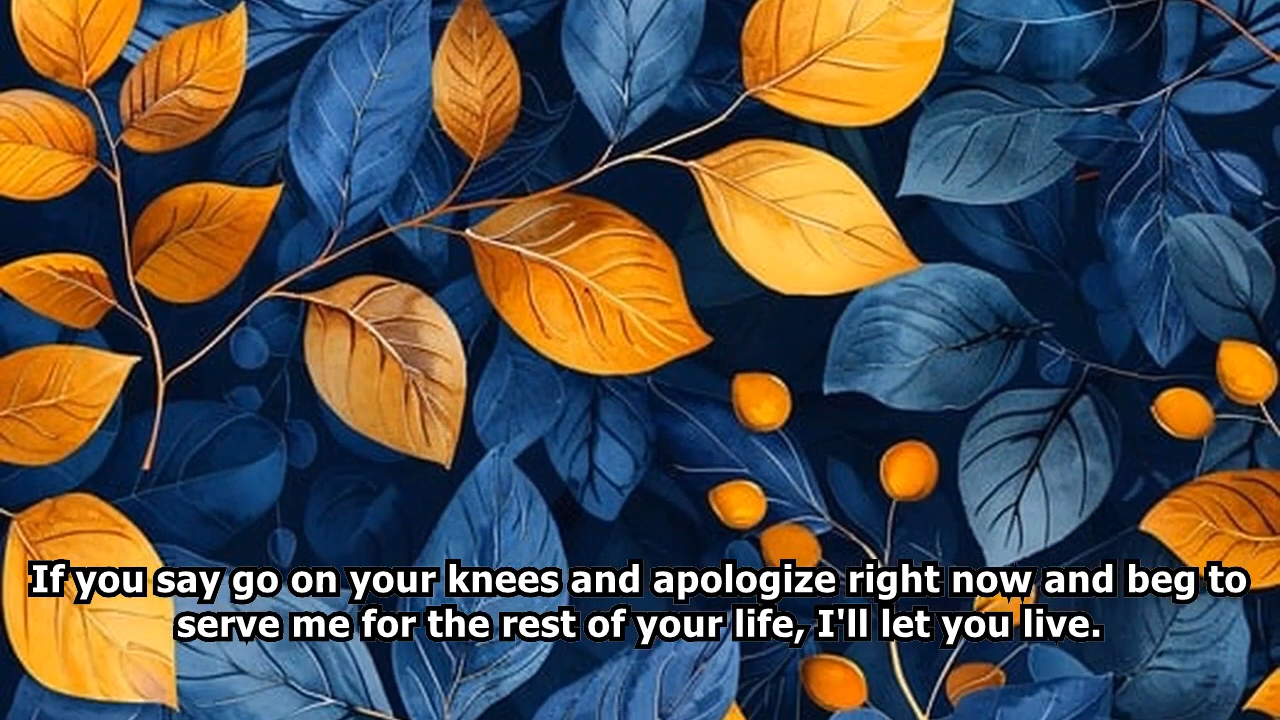 If you say go on your knees and apologize right now and beg to
serve me for the rest of your life, I'll let you live.